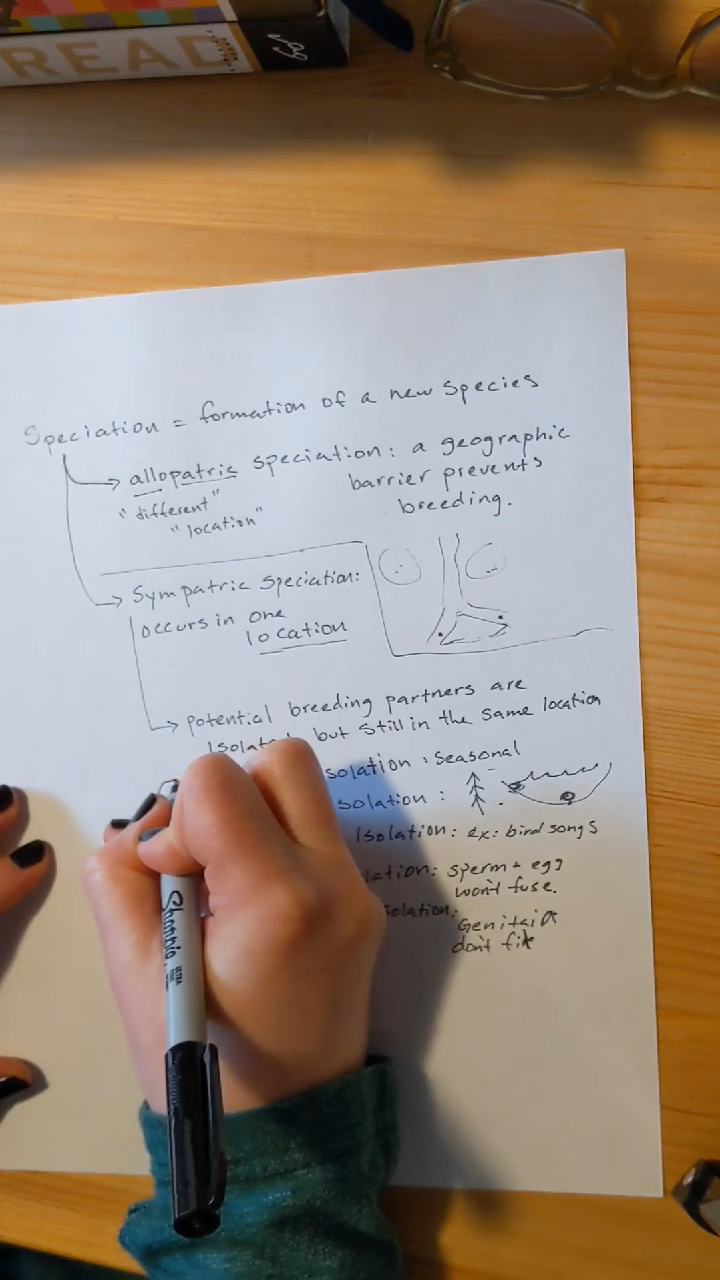 READ
Speciation = formation of a new species
allopatric speciation: a geographic
barrier prevents
breeding.
"different"
"location"
Sympatric speciation:
occurs in one
location
potential breeding partners are
but still in the same location
solation : seasonal
solation :
Isolation: ex: bird songs
lation: sperm + egg
won't fuse.
solation:
don't fit
Sharpie